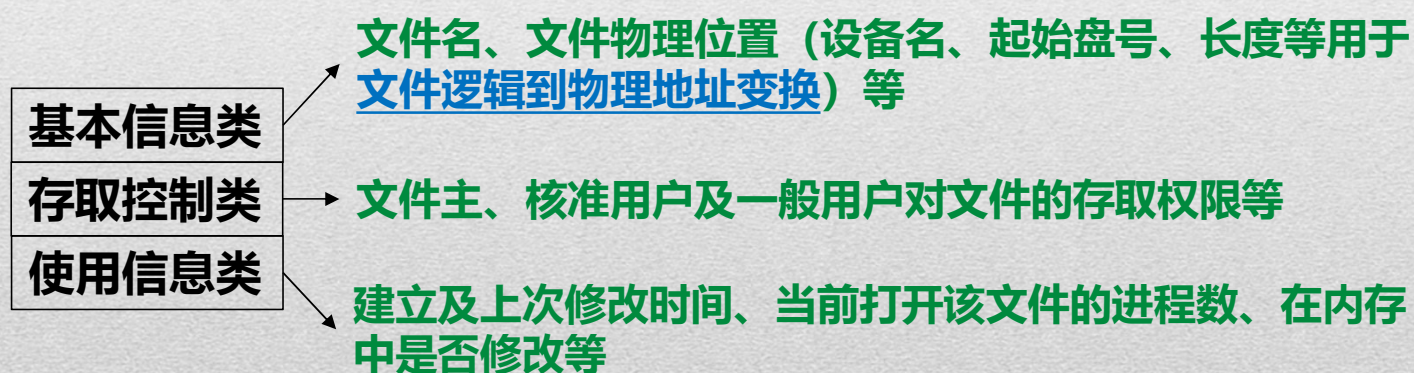 文件名、文件物理位置（设备名、起始盘号、长度等用于
文件逻辑到物理地址变换）等
基本信息类
存取控制类
文件主、核准用户及一般用户对文件的存取权限等
使用信息类
建立及上次修改时间、当前打开该文件的进程数、在内存
中是否修改等